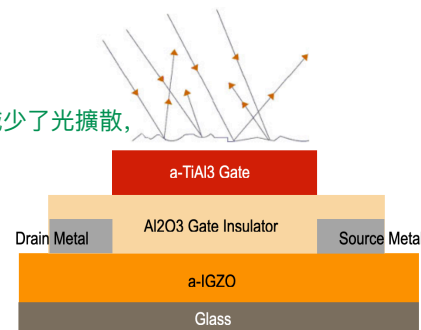 少了光擴散，
a-TiAl3 Gate
Al2O3 Gate Insulator
Drain Metal
Source Meta
a-IGZO
Glass